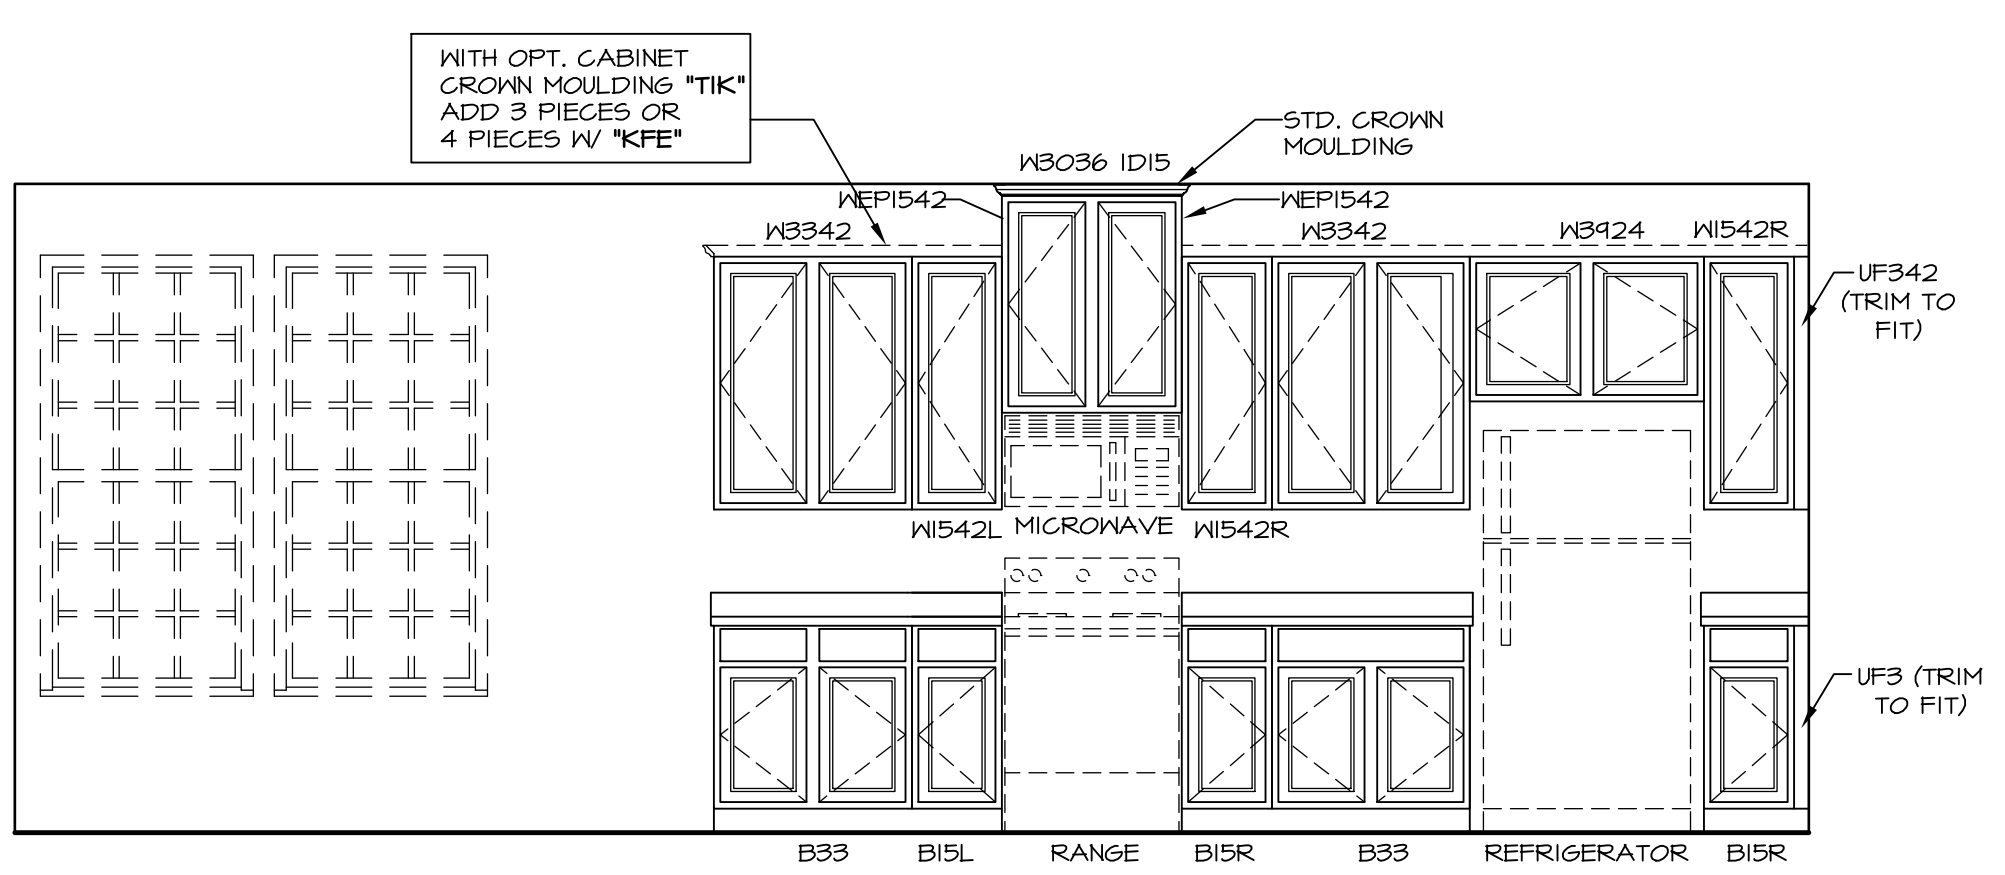 WITH OPT. CABINET
CROWN MOULDING "TIK"
ADD 3 PIECES OR
4 PIECES W/ "KFE"
STD. CROWN
MOULDING
W3036 1D15
WEP1542
WEP1542
W3342
W3342
W3924
W1542R
UF342
(TRIM TO
FIT)
W1542L
MICROWAVE
W1542R
UF3 (TRIM
TO FIT)
B33
B15L
RANGE
B15R
B33
REFRIGERATOR
B15R